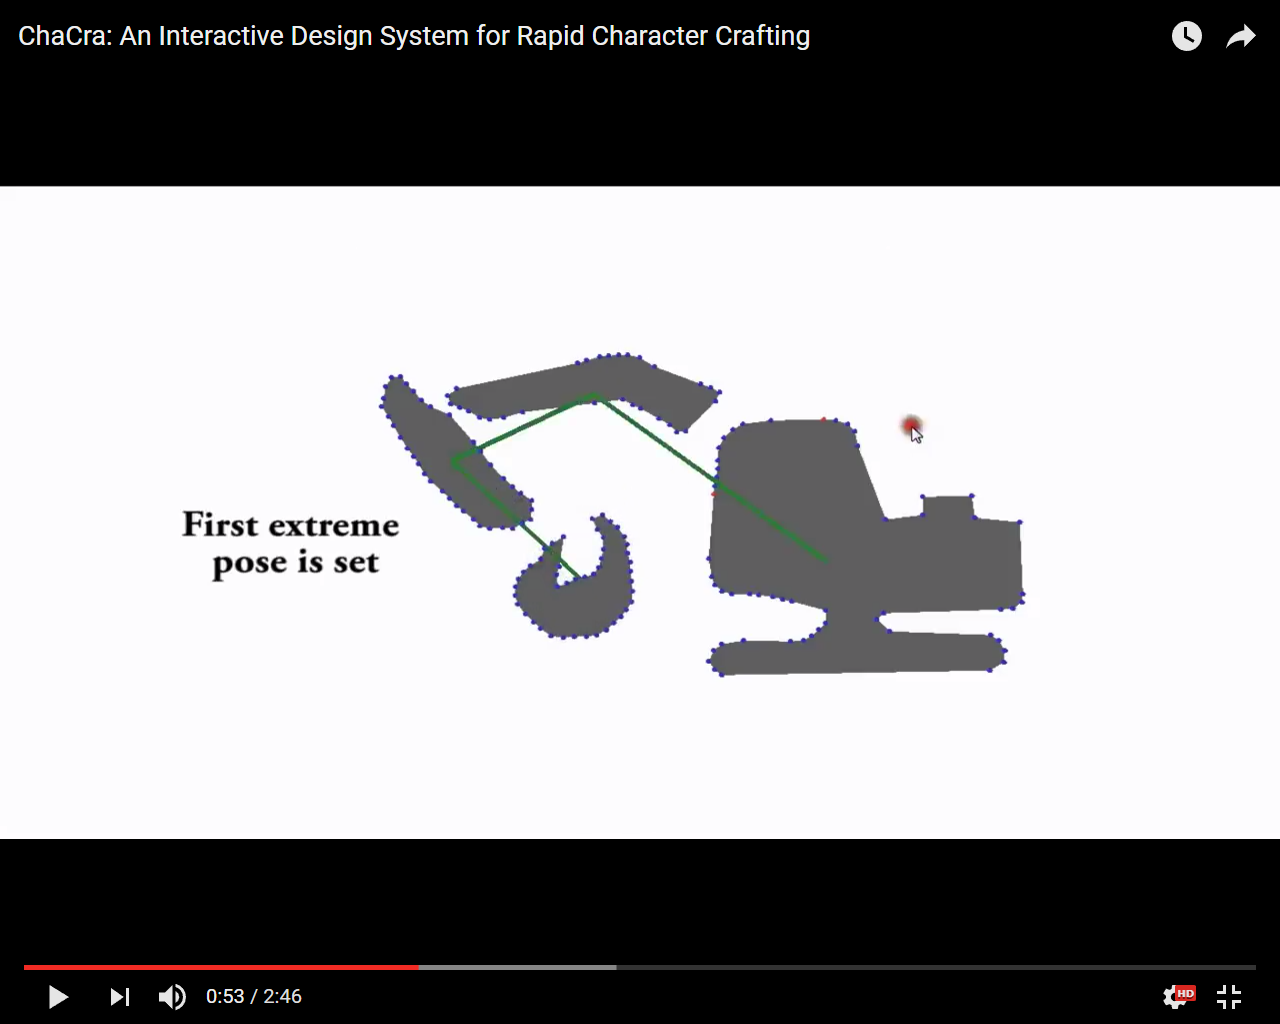 ChaCra: An Interactive Design System for Rapid Character Crafting
First extreme
pose is set
0:53 / 2:46
HD